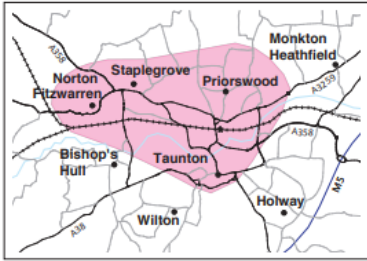 A358
Monkton
Heathfield
Staplegrove
Priorswood
Norton
Fitzwarren
A3259
A358
Bishop's
Hull
Taunton
M5
Holway
Wilton
A38